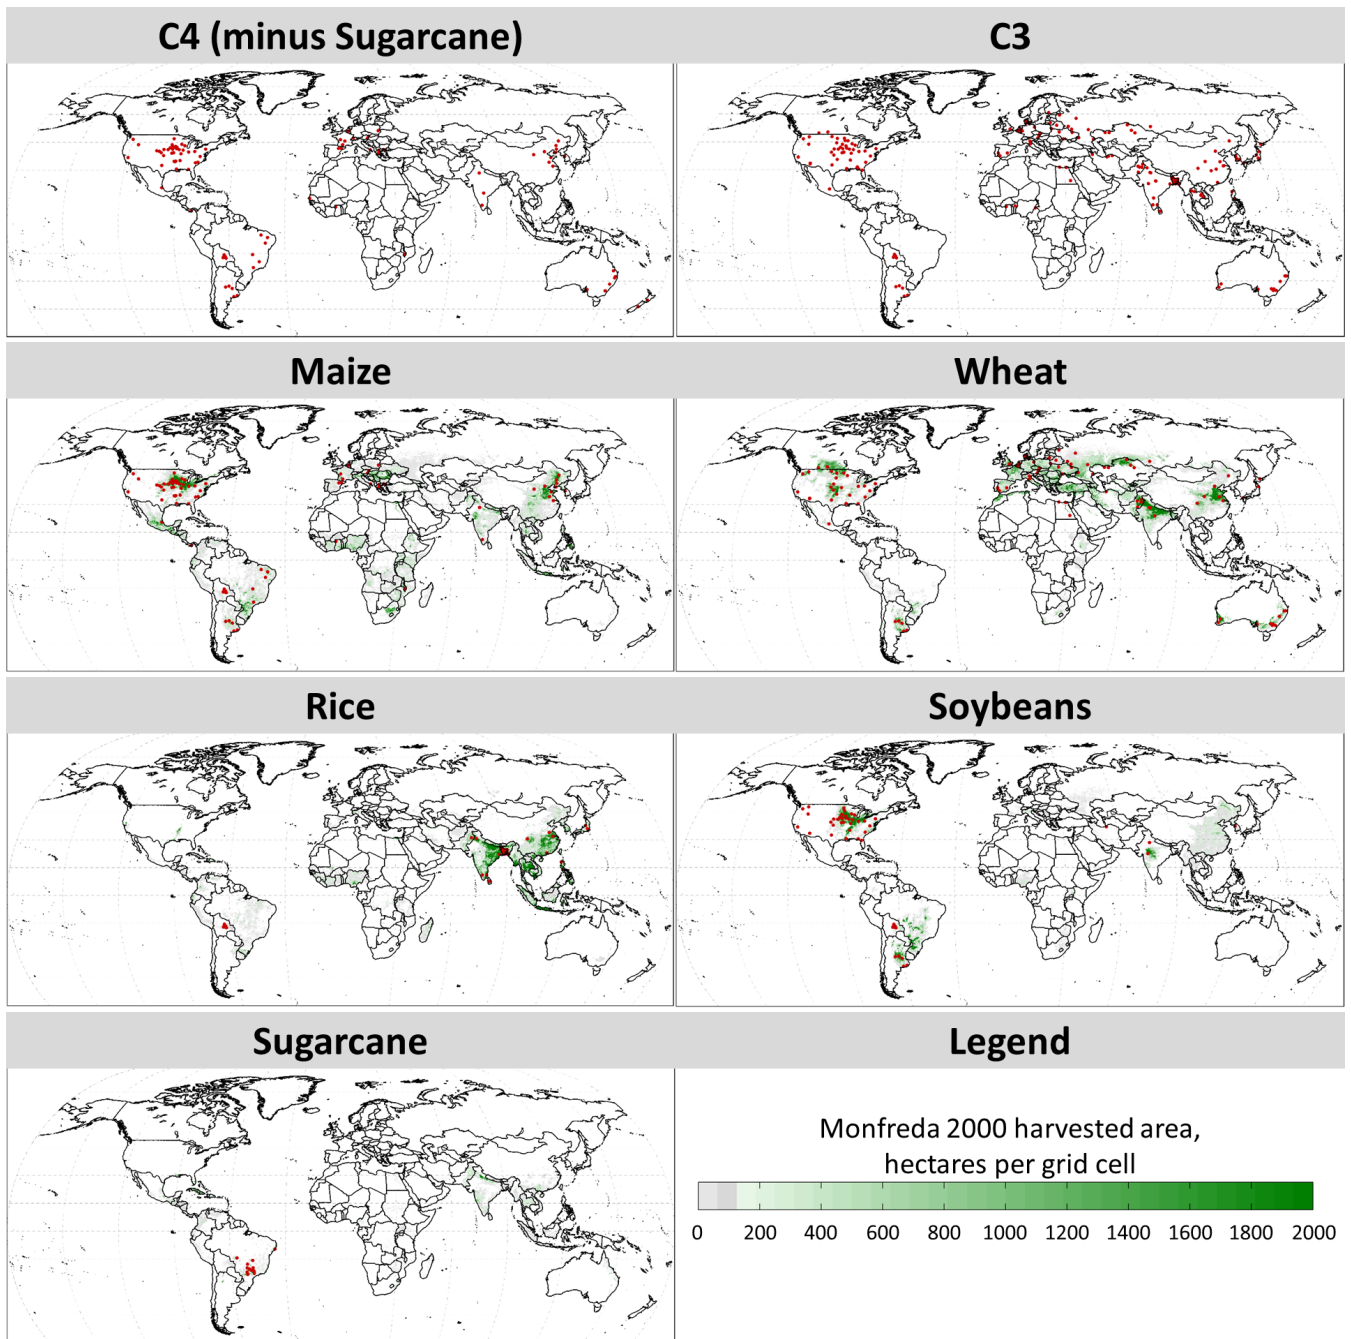 C4 (minus Sugarcane)
C3
Maize
Wheat
Rice
Soybeans
Sugarcane
Legend
Monfreda 2000 harvested area,
hectares per grid cell
0 200 400 600 800 1000 1200 1400 1600 1800 2000